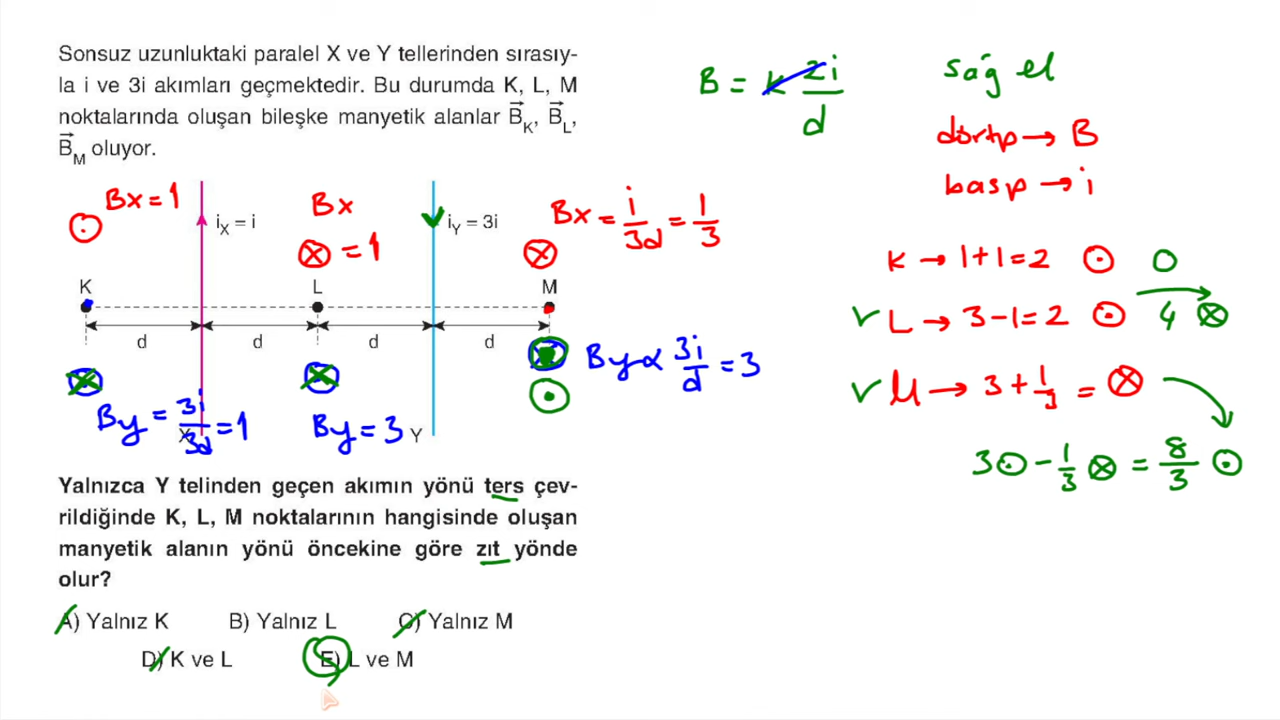 Sonsuz uzunluktaki paralel X ve Y tellerinden sırasıy-
la i ve 3i akımları geçmektedir. Bu durumda K, L, M
noktalarında oluşan bileşke manyetik alanlar B⃗K, B⃗L,
B⃗M oluyor.
B = k 2i/d
sağ el
dörtp → B
başp → i
Bx = 1
iX = i
Bx
⊗ = 1
iY = 3i
Bx = i/3d = 1/3
K
L
M
d
d
d
d
By = 3i/3d = 1
X
By = 3
Y
By ∝ 3i/d = 3
K → 1+1 = 2 ⊙ 0
✓ L → 3-1 = 2 ⊙ 4 ⊗
✓ M → 3 + 1/3 = ⊗
3⊙ - 1/3 ⊗ = 8/3 ⊙
Yalnızca Y telinden geçen akımın yönü ters çev-
rildiğinde K, L, M noktalarının hangisinde oluşan
manyetik alanın yönü öncekine göre zıt yönde
olur?
A) Yalnız K B) Yalnız L C) Yalnız M
D) K ve L E) L ve M